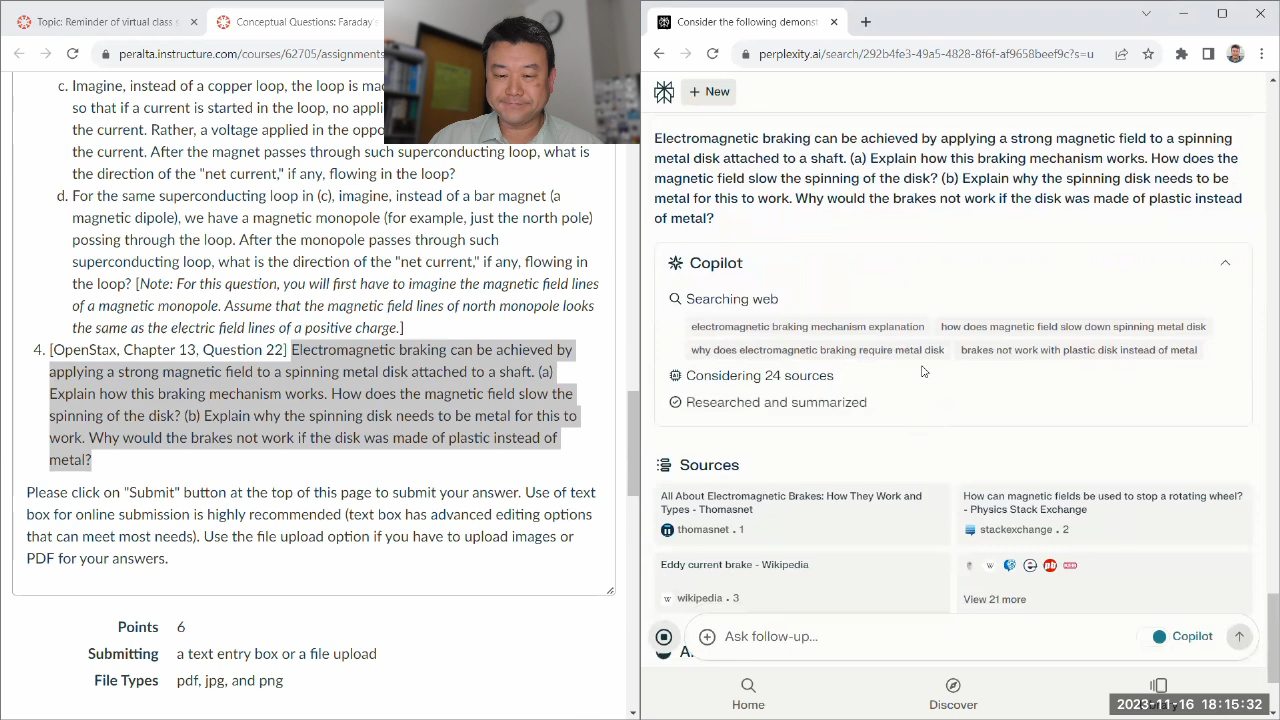 Topic: Reminder of virtual class
Conceptual Questions: Faraday's
peralta.instructure.com/courses/62705/assignments
c. Imagine, instead of a copper loop, the loop is mac
so that if a current is started in the loop, no appli
the current. Rather, a voltage applied in the oppo
the current. After the magnet passes through such superconducting loop, what is
the direction of the "net current," if any, flowing in the loop?
d. For the same superconducting loop in (c), imagine, instead of a bar magnet (a
magnetic dipole), we have a magnetic monopole (for example, just the north pole)
possing through the loop. After the monopole passes through such
superconducting loop, what is the direction of the "net current," if any, flowing in
the loop? [Note: For this question, you will first have to imagine the magnetic field lines
of a magnetic monopole. Assume that the magnetic field lines of north monopole looks
the same as the electric field lines of a positive charge.]
4. [OpenStax, Chapter 13, Question 22] Electromagnetic braking can be achieved by
applying a strong magnetic field to a spinning metal disk attached to a shaft. (a)
Explain how this braking mechanism works. How does the magnetic field slow the
spinning of the disk? (b) Explain why the spinning disk needs to be metal for this to
work. Why would the brakes not work if the disk was made of plastic instead of
metal?
Please click on "Submit" button at the top of this page to submit your answer. Use of text
box for online submission is highly recommended (text box has advanced editing options
that can meet most needs). Use the file upload option if you have to upload images or
PDF for your answers.
Points 6
Submitting a text entry box or a file upload
File Types pdf, jpg, and png
Consider the following demonst
perplexity.ai/search/292b4fe3-49a5-4828-8f6f-af9658beef9c?s
New
Electromagnetic braking can be achieved by applying a strong magnetic field to a spinning
metal disk attached to a shaft. (a) Explain how this braking mechanism works. How does the
magnetic field slow the spinning of the disk? (b) Explain why the spinning disk needs to be
metal for this to work. Why would the brakes not work if the disk was made of plastic instead
of metal?
Copilot
Searching web
electromagnetic braking mechanism explanation how does magnetic field slow down spinning metal disk
why does electromagnetic braking require metal disk brakes not work with plastic disk instead of metal
Considering 24 sources
Researched and summarized
Sources
All About Electromagnetic Brakes: How They Work and
Types - Thomasnet
thomasnet . 1
How can magnetic fields be used to stop a rotating wheel?
- Physics Stack Exchange
stackexchange . 2
Eddy current brake - Wikipedia
wikipedia . 3
View 21 more
Ask follow-up...
Copilot
Home
Discover
2023-11-16 18:15:32